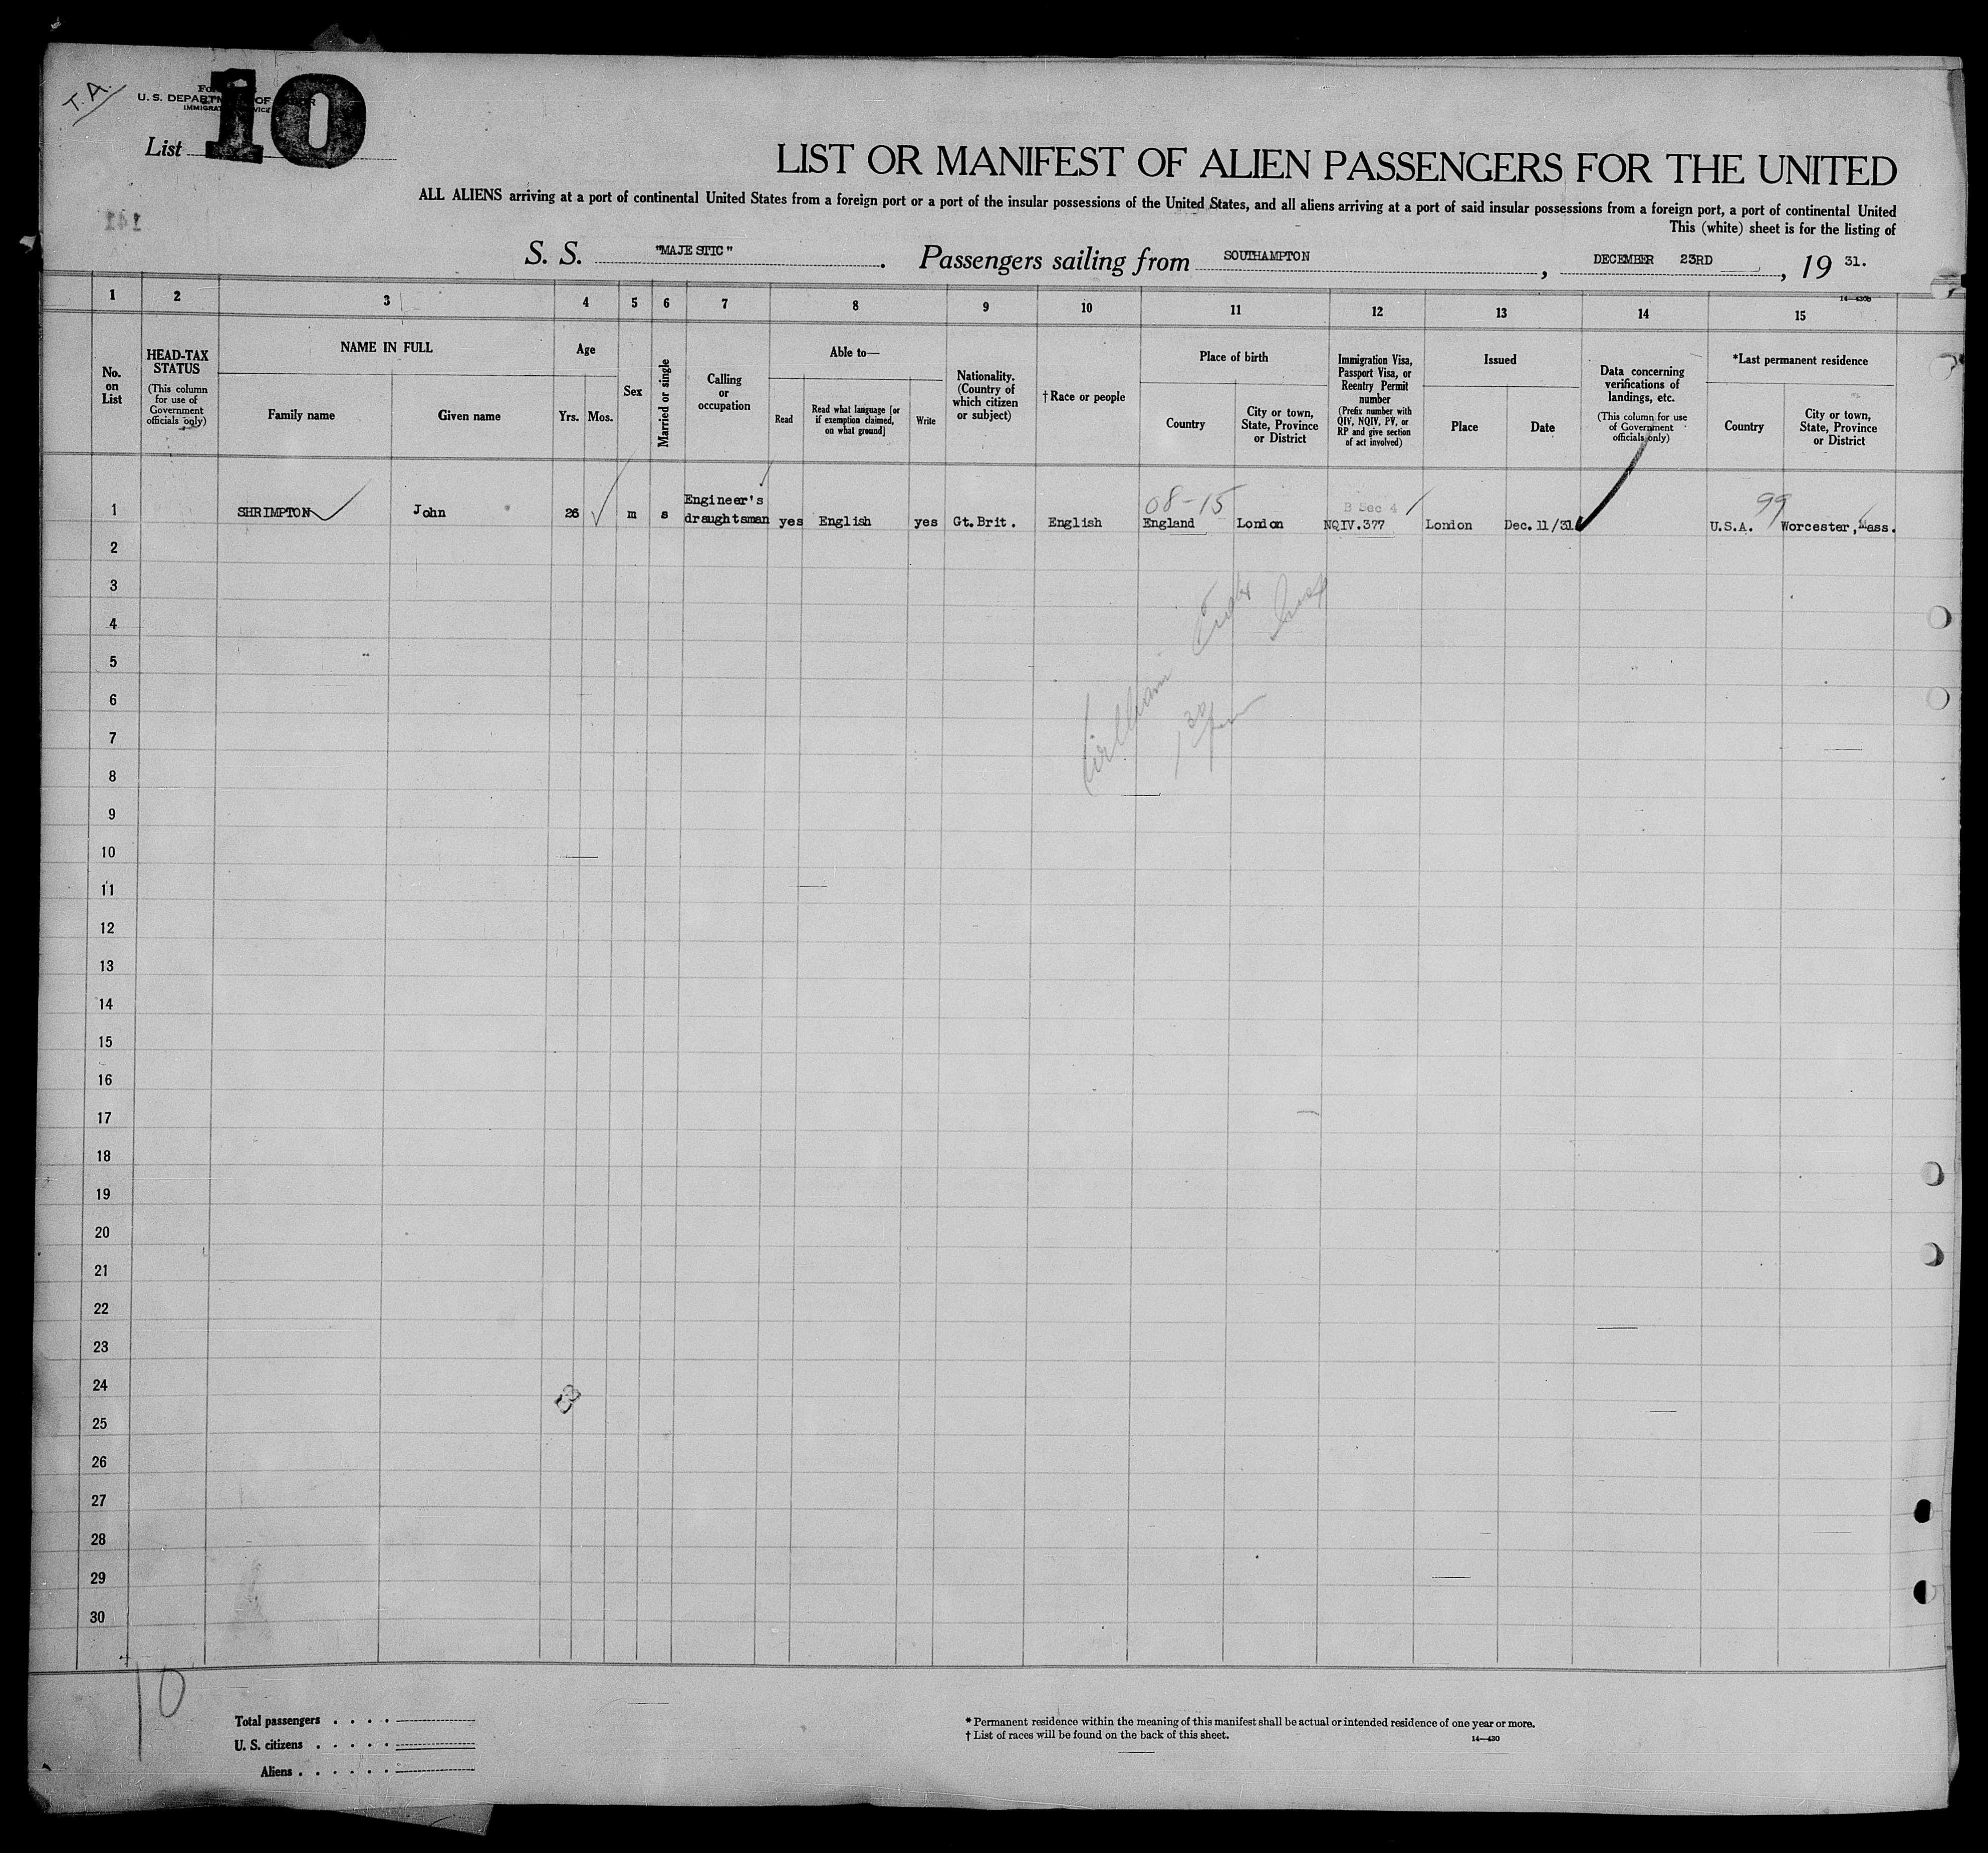 T. A.
U. S. DEPARTMENT OF LABOR
IMMIGRATION SERVICE
List 10
LIST OR MANIFEST OF ALIEN PASSENGERS FOR THE UNITED
ALL ALIENS arriving at a port of continental United States from a foreign port or a port of the insular possessions of the United States, and all aliens arriving at a port of said insular possessions from a foreign port, a port of continental United
This (white) sheet is for the listing of
S. S. "MAJESTIC". Passengers sailing from SOUTHAMPTON, DECEMBER 23RD, 19 31.
14—430b
1 2 3 4 5 6 7 8 9 10 11 12 13 14 15
No. on List
HEAD-TAX STATUS
(This column for use of Government officials only)
NAME IN FULL
Family name
Given name
Age
Yrs. Mos.
Sex
Married or single
Calling or occupation
Able to—
Read
Read what language [or if exemption claimed, on what ground]
Write
Nationality. (Country of which citizen or subject)
†Race or people
Place of birth
Country
City or town, State, Province or District
Immigration Visa, Passport Visa, or Reentry Permit number
(Prefix number with QIV, NQIV, PV, or RP and give section of act involved)
Issued
Place
Date
Data concerning verifications of landings, etc.
(This column for use of Government officials only)
*Last permanent residence
Country
City or town, State, Province or District
08-15 B Sec 4 99
1 SHRIMPTON John 26 m s Engineer's draughtsman yes English yes Gt.Brit. English England London NQIV.377 London Dec.11/31 U.S.A. Worcester, Mass.
2
3
4
5
6
William
1 30 pm
7
8
9
10
11
12
13
14
15
16
17
18
19
20
21
22
23
24
25
26
27
28
29
30
10
Total passengers . . . .
U. S. citizens . . . . .
Aliens . . . . . .
* Permanent residence within the meaning of this manifest shall be actual or intended residence of one year or more.
† List of races will be found on the back of this sheet.
14—430